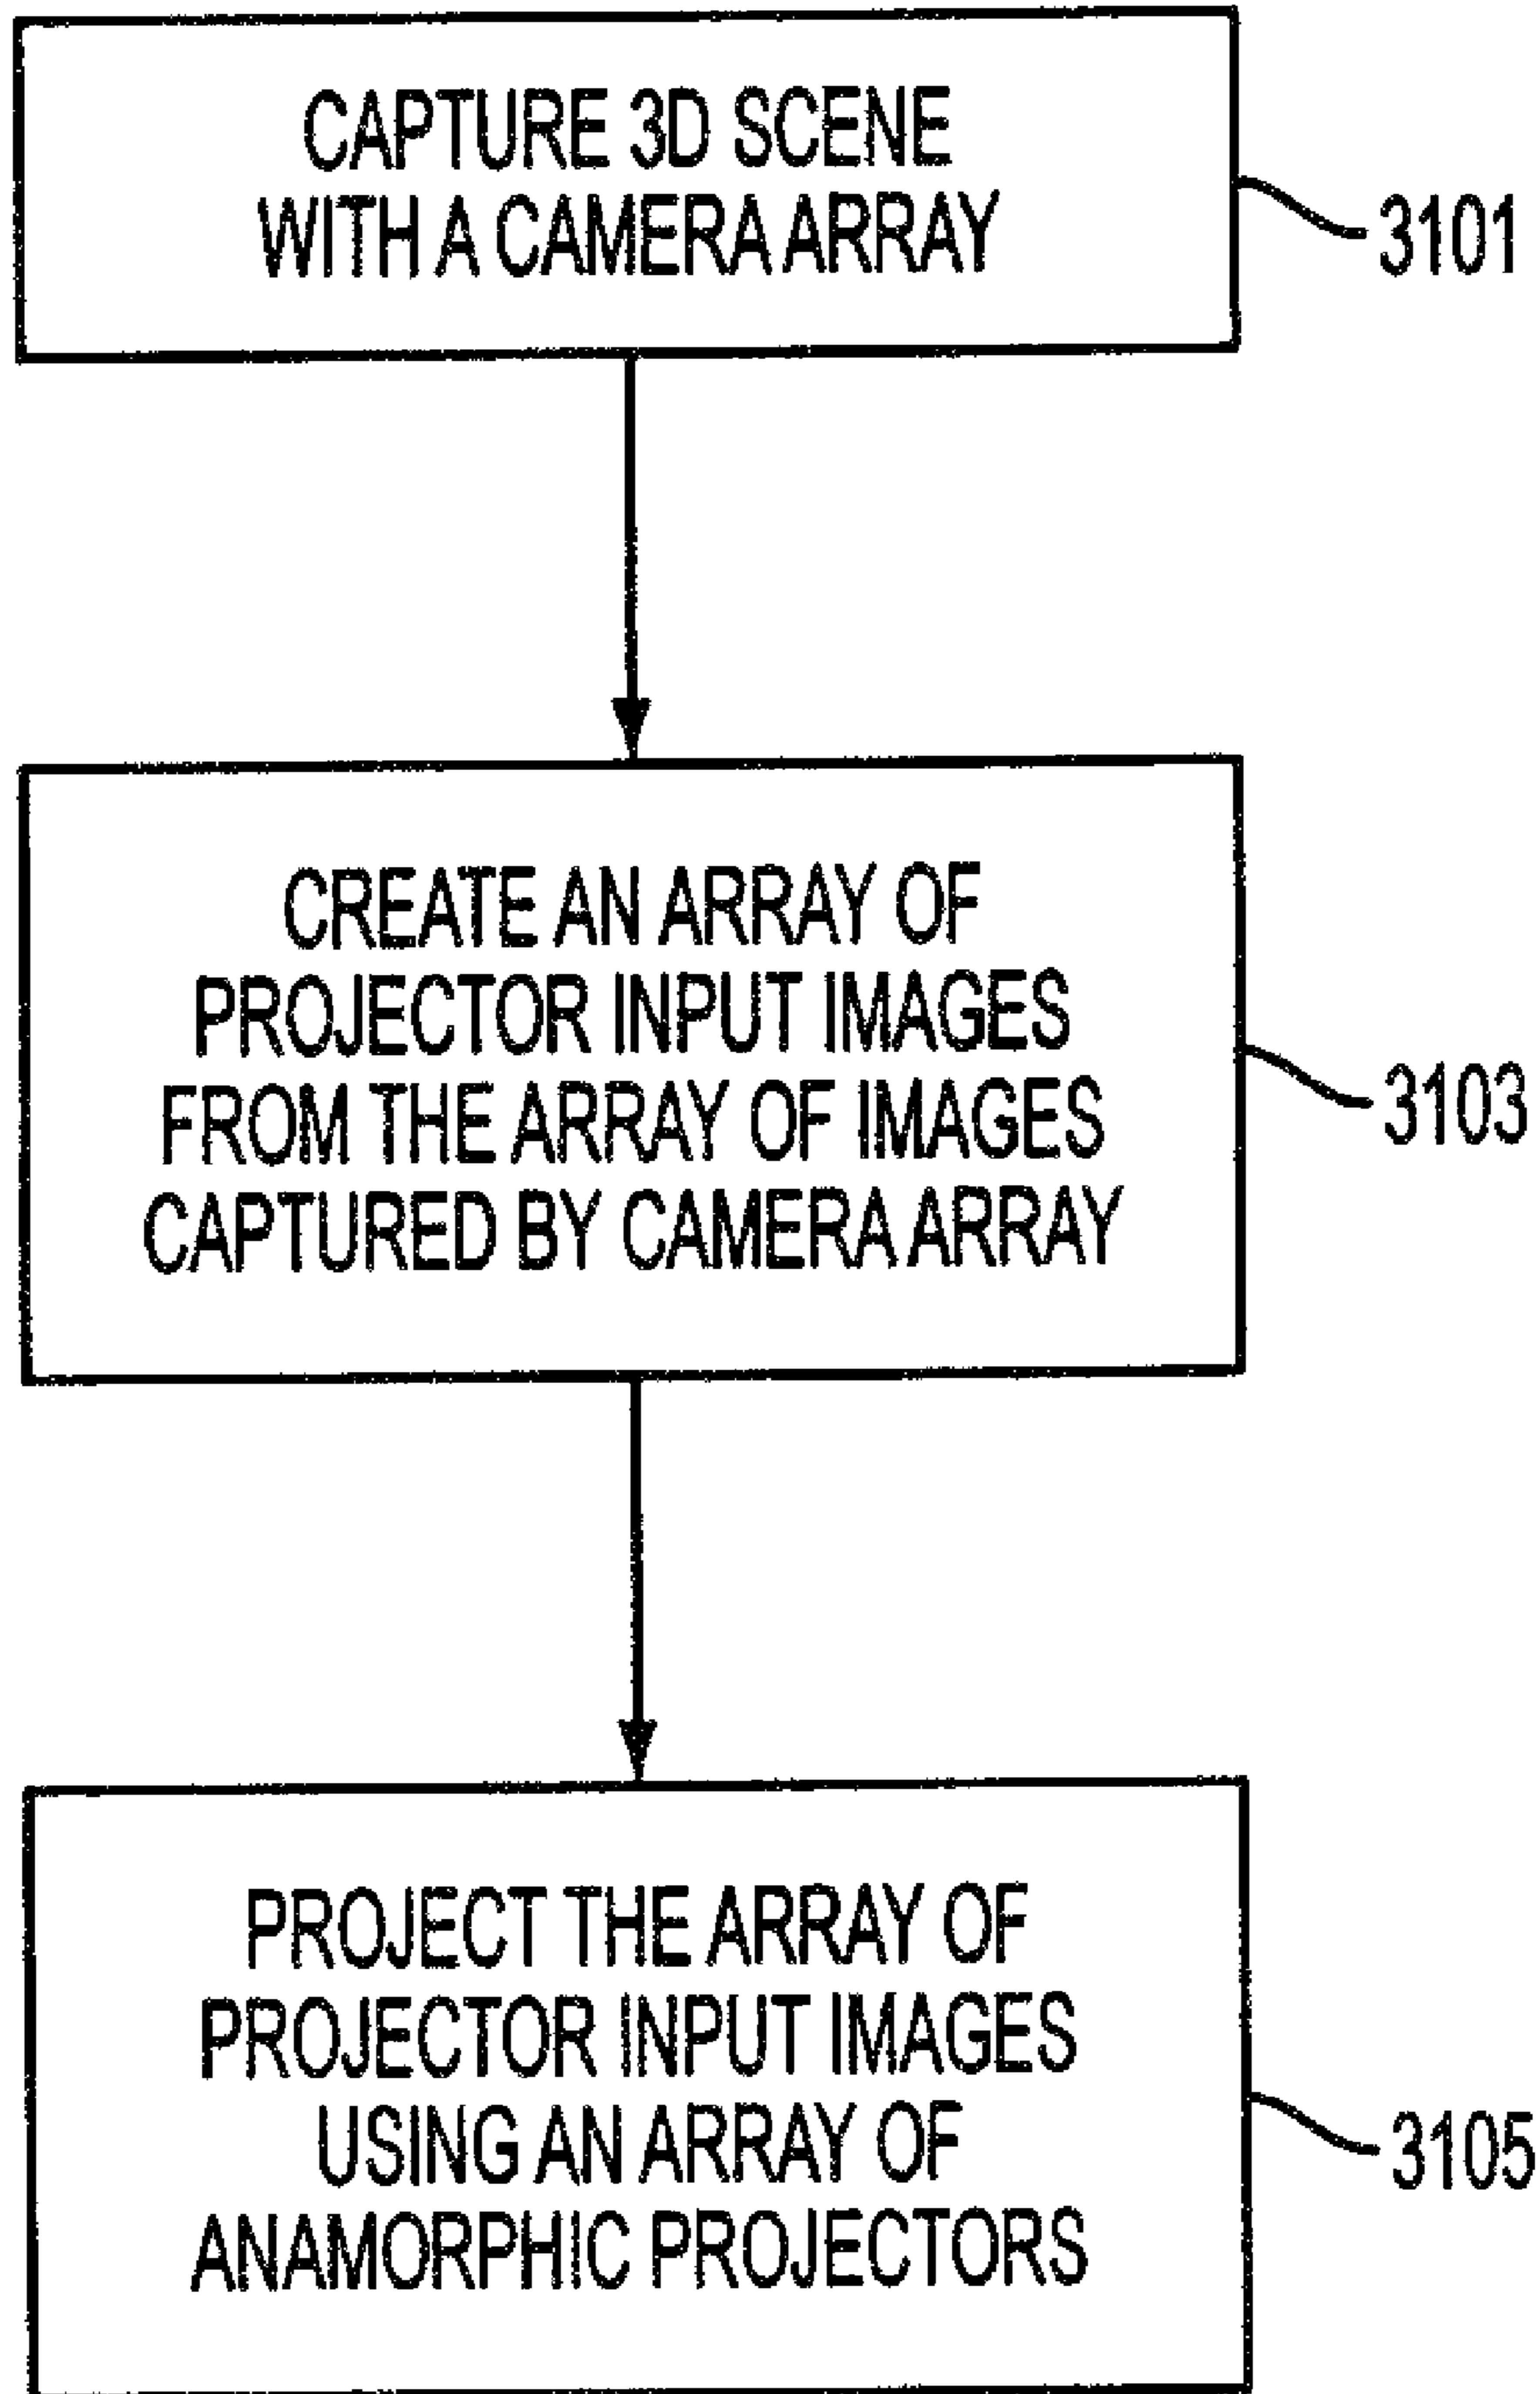 CAPTURE 3D SCENE
WITH A CAMERA ARRAY
3101
CREATE AN ARRAY OF
PROJECTOR INPUT IMAGES
FROM THE ARRAY OF IMAGES
CAPTURED BY CAMERA ARRAY
3103
PROJECT THE ARRAY OF
PROJECTOR INPUT IMAGES
USING AN ARRAY OF
ANAMORPHIC PROJECTORS
3105